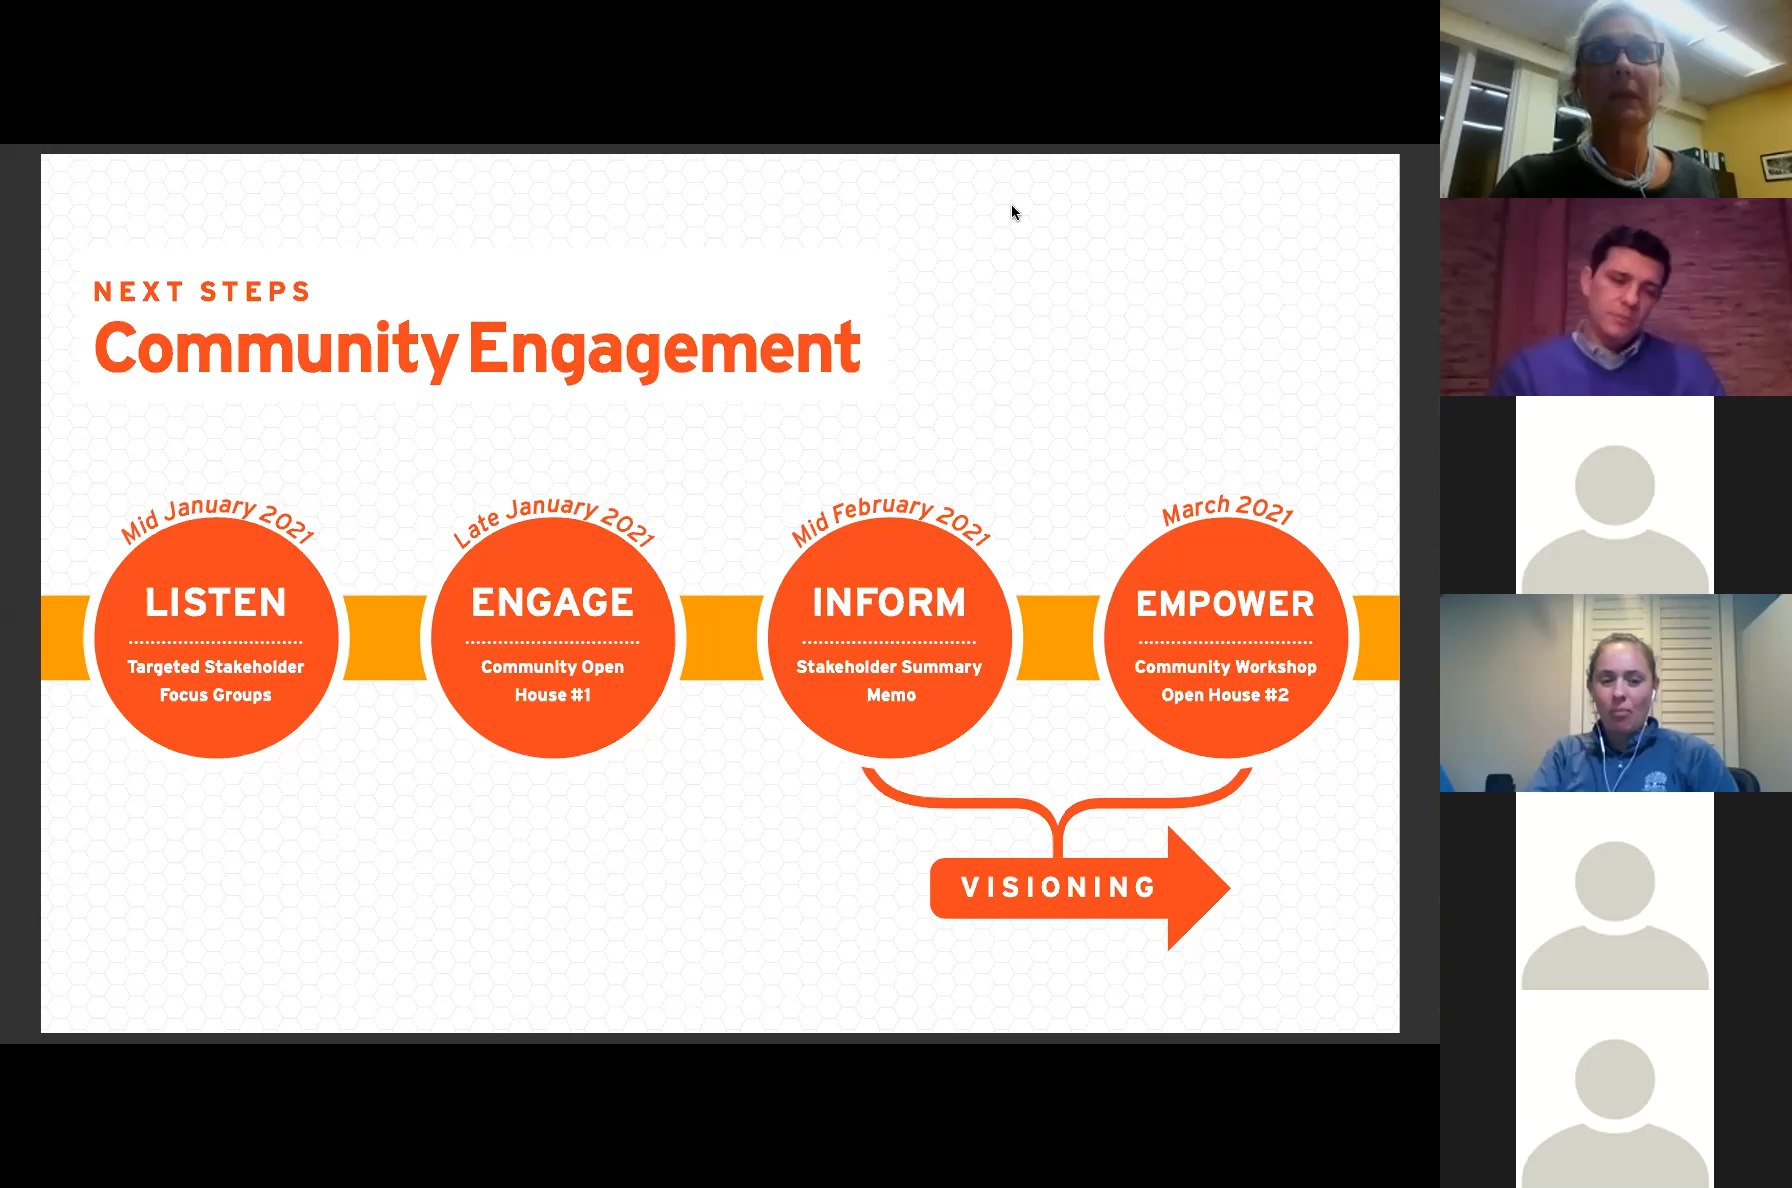 NEXT STEPS
Community Engagement
Mid January 2021
LISTEN
Targeted Stakeholder
Focus Groups
Late January 2021
ENGAGE
Community Open
House #1
Mid February 2021
INFORM
Stakeholder Summary
Memo
March 2021
EMPOWER
Community Workshop
Open House #2
VISIONING